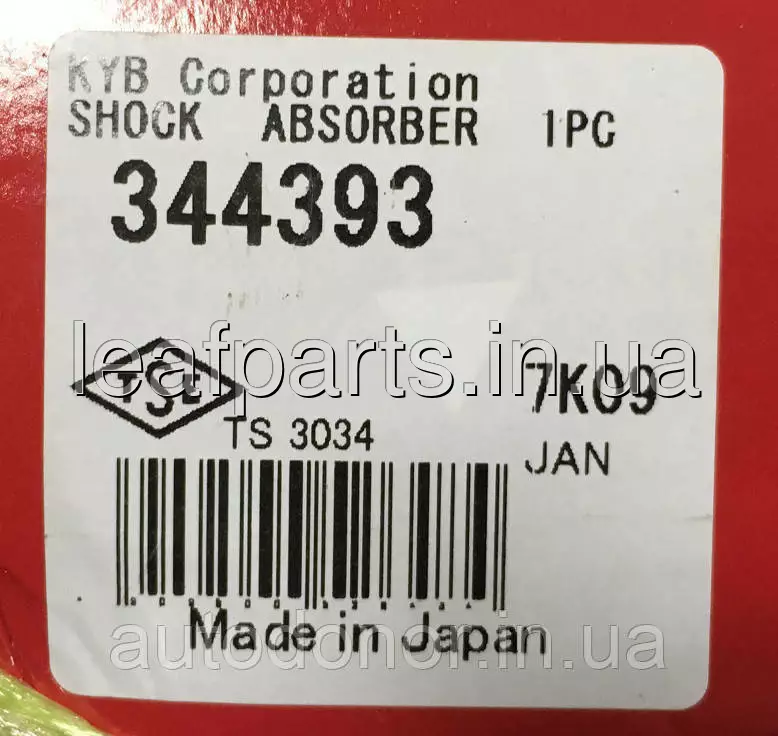 KYB Corporation
SHOCK ABSORBER 1PC
344393
leafparts.in.ua
TSE
7K09
TS 3034
JAN
Made in Japan
autodonor.in.ua